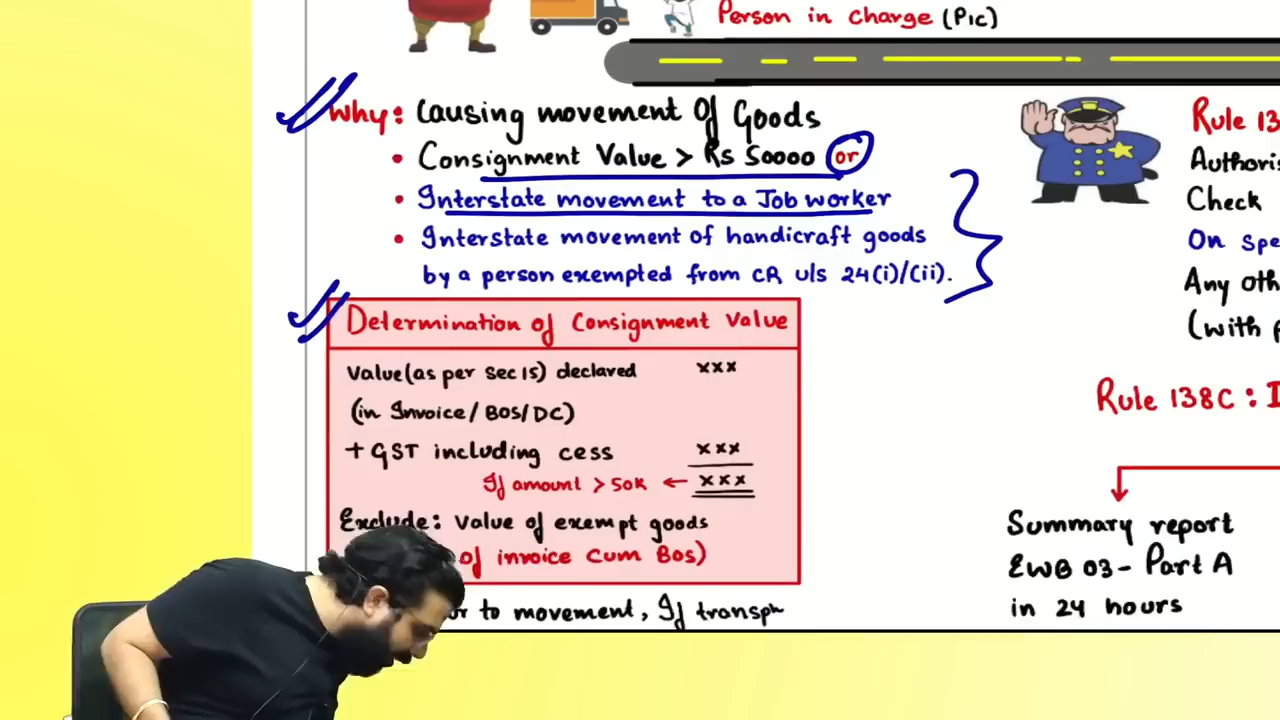 Person in charge (PIC)
Why: Causing movement Of Goods
• Consignment Value > Rs 50000 or
• Interstate movement to a Job worker
• Interstate movement of handicraft goods
by a person exempted from CR u/s 24(i)/(ii).
Determination of Consignment Value
Value(as per sec 15) declared xxx
(in Invoice/BOS/DC)
+ GST including cess xxx
If amount > 50K ← xxx
Exclude: Value of exempt goods
of invoice cum Bos)
to movement, If
Rule 13
Check
On
Any
(with
Rule 138C:
Summary report
EWB 03 - Part A
in 24 hours